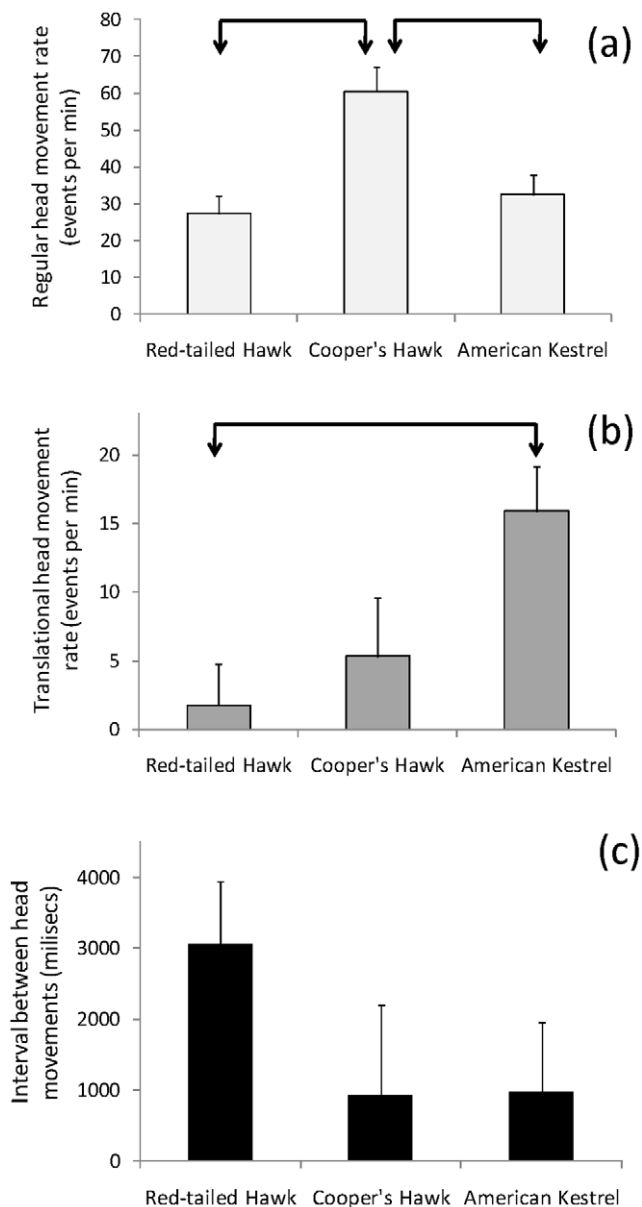 (a)
Regular head movement rate
(events per min)
80
70
60
50
40
30
20
10
0
Red-tailed Hawk Cooper's Hawk American Kestrel
(b)
Translational head movement
rate (events per min)
20
15
10
5
0
Red-tailed Hawk Cooper's Hawk American Kestrel
(c)
Interval between head
movements (milisecs)
4000
3000
2000
1000
0
Red-tailed Hawk Cooper's Hawk American Kestrel